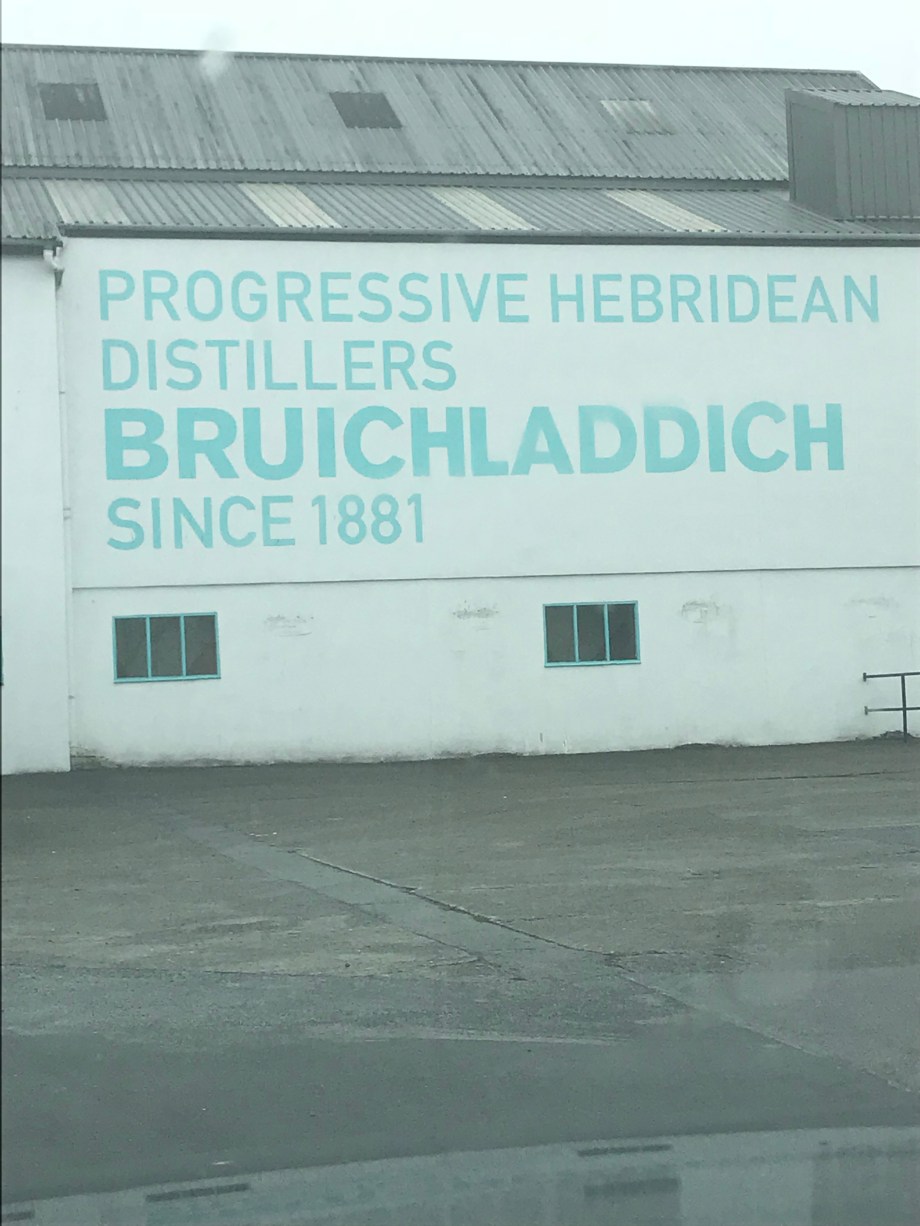 PROGRESSIVE HEBRIDEAN
DISTILLERS
BRUICHLADDICH
SINCE 1881